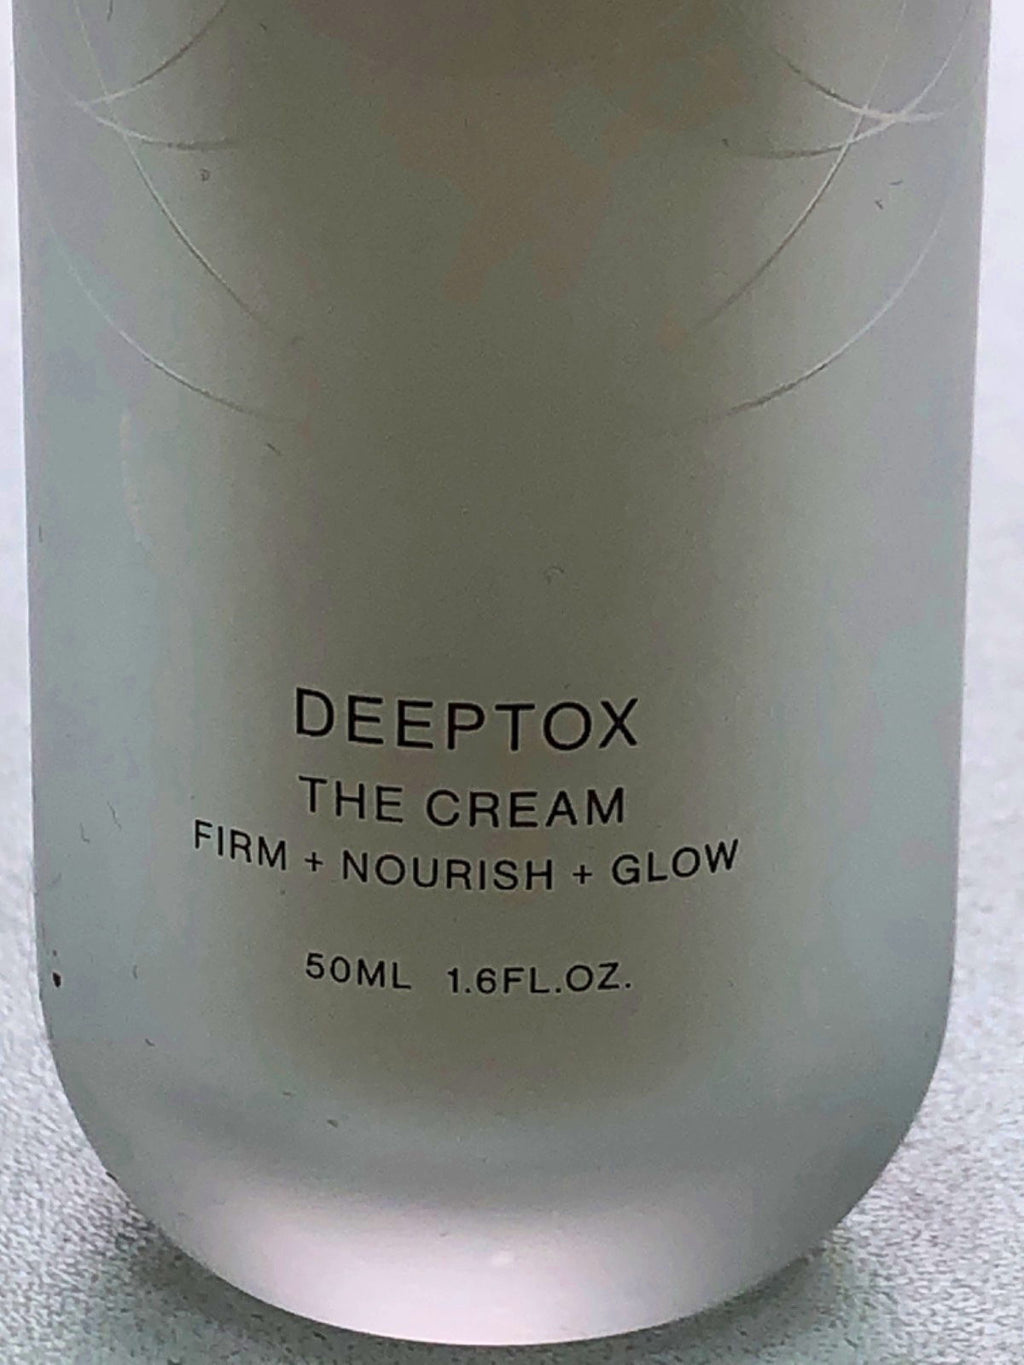 DEEPTOX
THE CREAM
FIRM + NOURISH + GLOW
50ML 1.6FL.OZ.